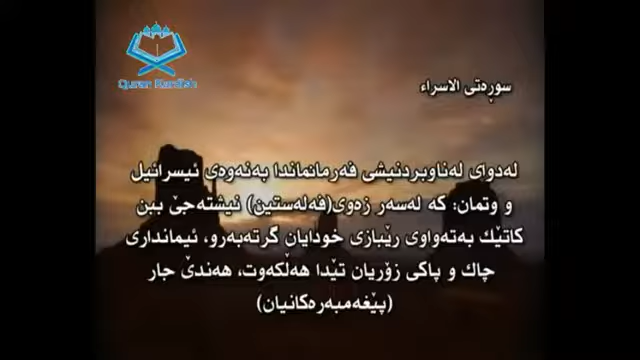 Quran Kurdish
سورەتی الاسراء
لەدوای لەناوبردنیشی فەرمانماندا بەنەوەی ئیسرائیل
و وتمان: کە لەسەر زەوی(فەلەستین) نیشتەجێ ببن
کاتێك بەتەواوی رێبازی خودایان گرتەبەرو، ئیمانداری
چاك و پاکی زۆریان تێدا هەڵکەوت، هەندێ جار
(پێغەمبەرەکانیان)